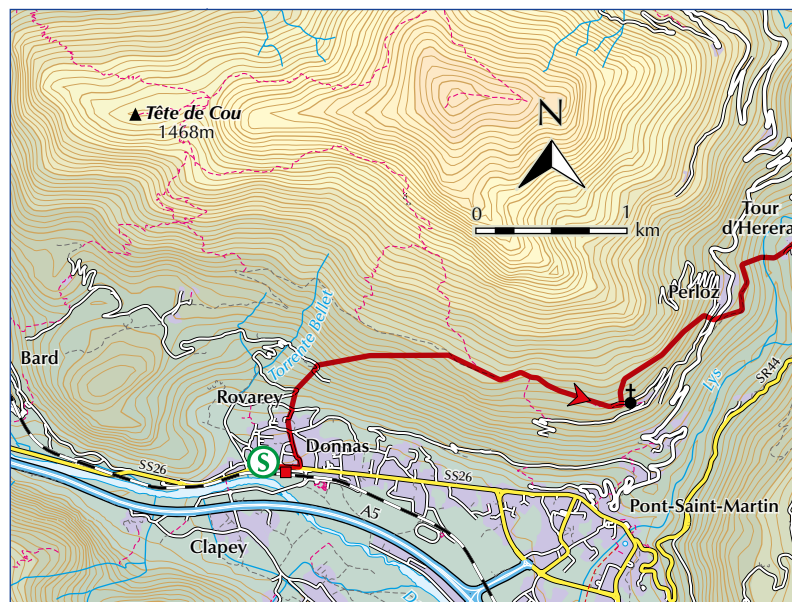 Tête de Cou
1468m
N
0 1
km
Tour
d'Herera
Perloz
Torrente Bellet
Bard
Rovarey
Lys
SR44
Donnas
S
SS26
SS26
Pont-Saint-Martin
A5
Clapey
D